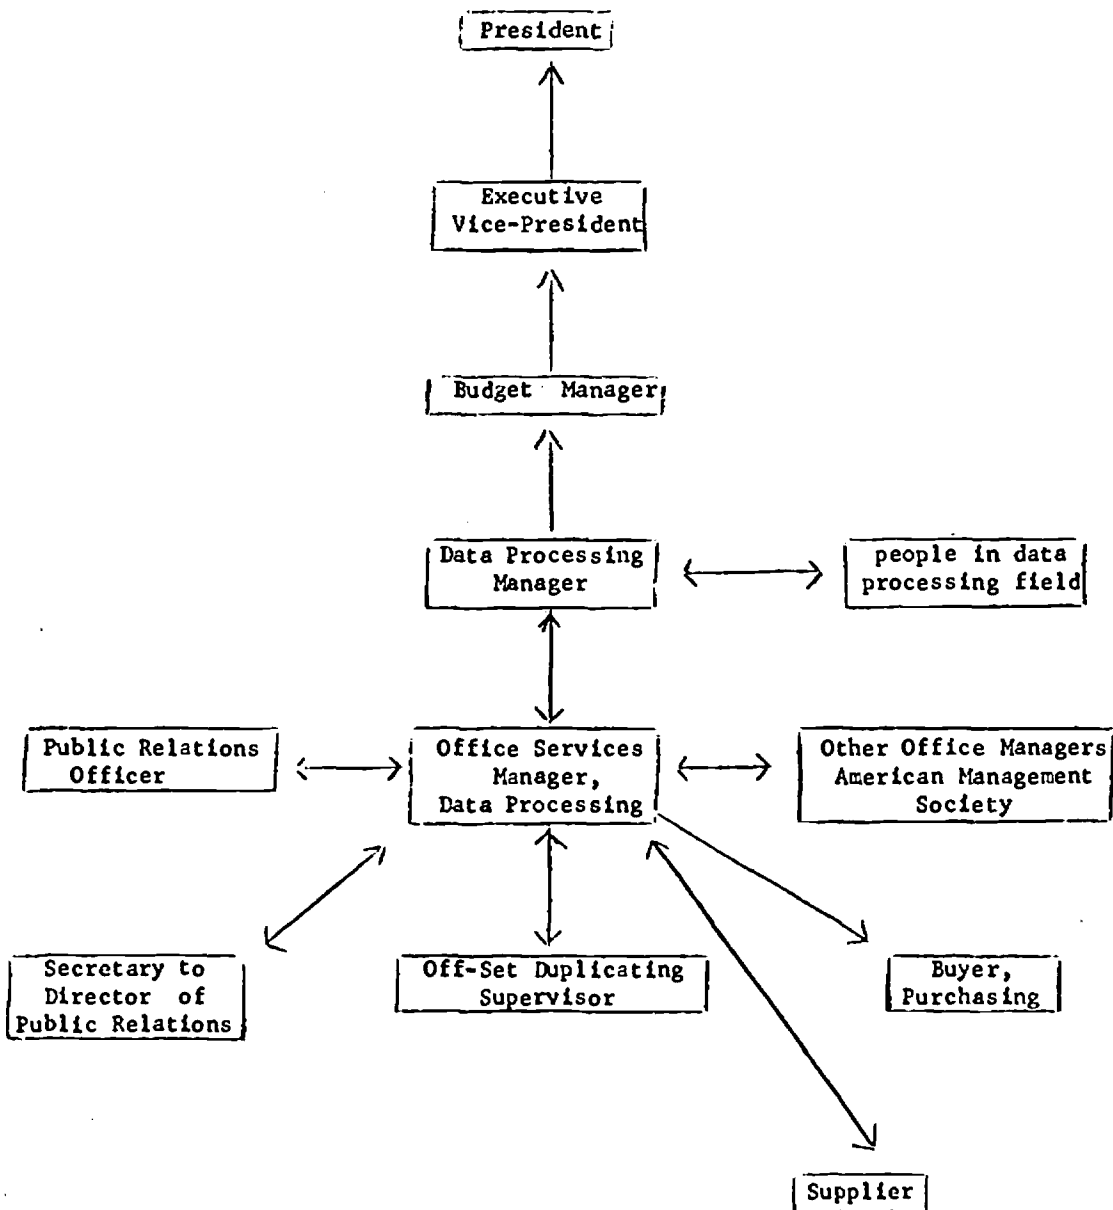 President
Executive
Vice-President
Budget Manager
Data Processing
Manager
people in data
processing field
Public Relations
Officer
Office Services
Manager,
Data Processing
Other Office Managers
American Management
Society
Secretary to
Director of
Public Relations
Off-Set Duplicating
Supervisor
Buyer,
Purchasing
Supplier